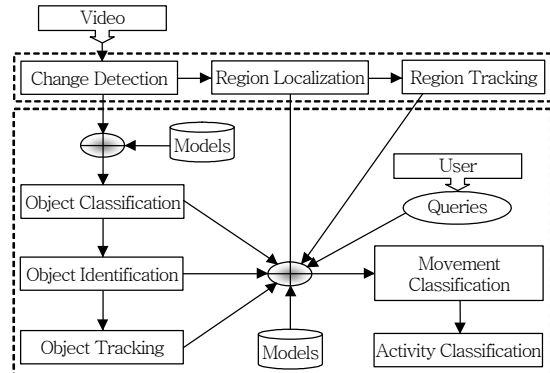 Video
Change Detection
Region Localization
Region Tracking
Models
User
Object Classification
Queries
Object Identification
Movement
Classification
Object Tracking
Models
Activity Classification